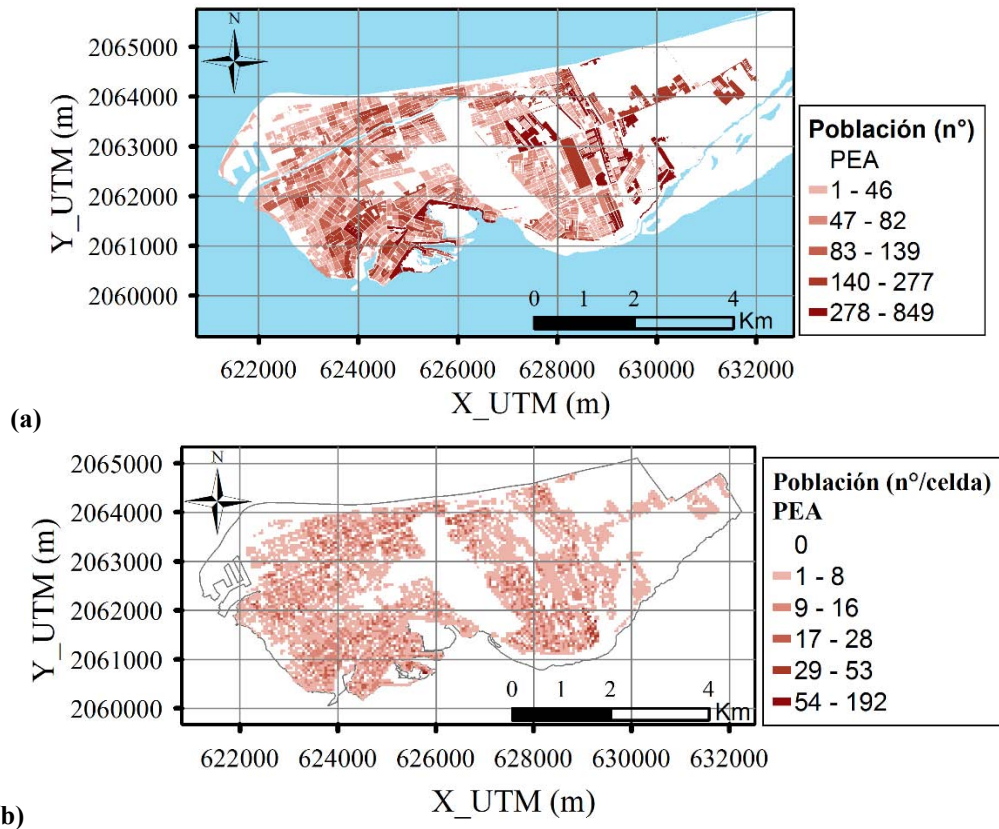 N
2065000
2064000
2063000
2062000
2061000
2060000
Y_UTM (m)
0 1 2 4
Km
622000 624000 626000 628000 630000 632000
X_UTM (m)
Población (n°)
PEA
1 - 46
47 - 82
83 - 139
140 - 277
278 - 849
(a)
N
2065000
2064000
2063000
2062000
2061000
2060000
Y_UTM (m)
0 1 2 4
Km
622000 624000 626000 628000 630000 632000
X_UTM (m)
Población (n°/celda)
PEA
0
1 - 8
9 - 16
17 - 28
29 - 53
54 - 192
b)